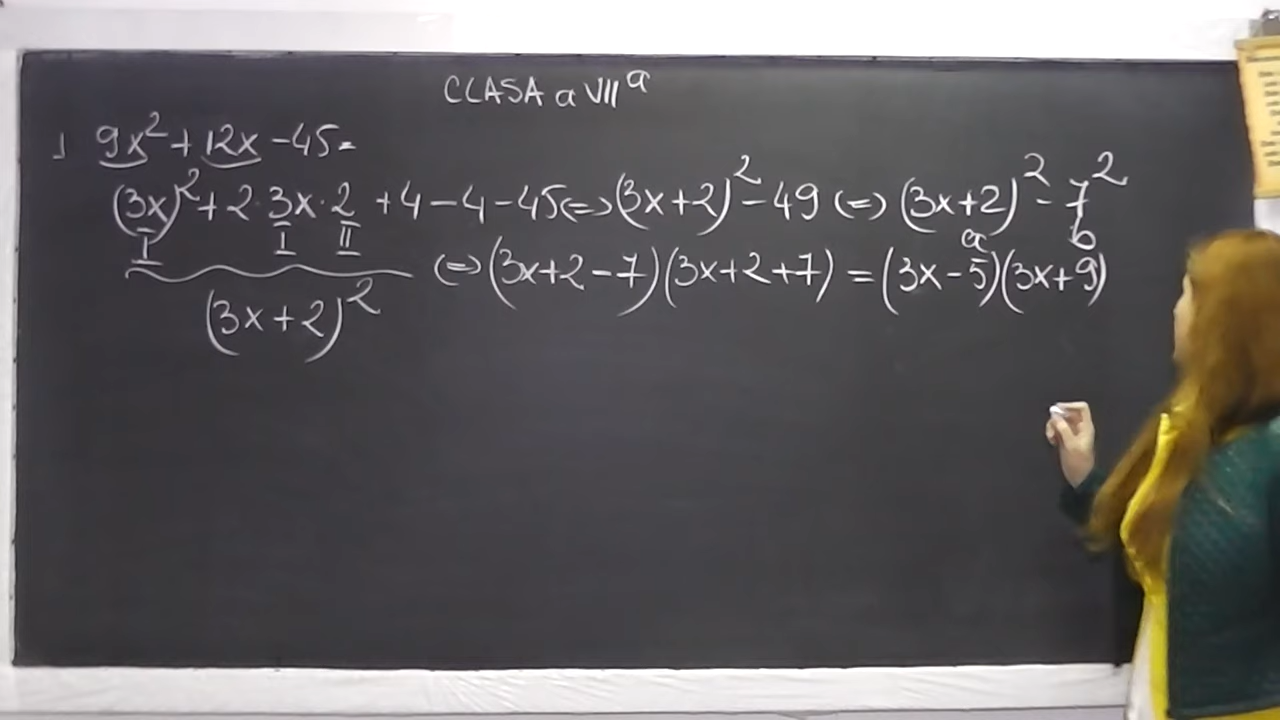 CLASA a VII a
1 9x² + 12x - 45 =
(3x)² + 2 · 3x · 2 + 4 - 4 - 45 <=> (3x+2)² - 49 <=> (3x+2)² - 7²
I I II a b
<=> (3x+2-7)(3x+2+7) = (3x-5)(3x+9)
(3x+2)²